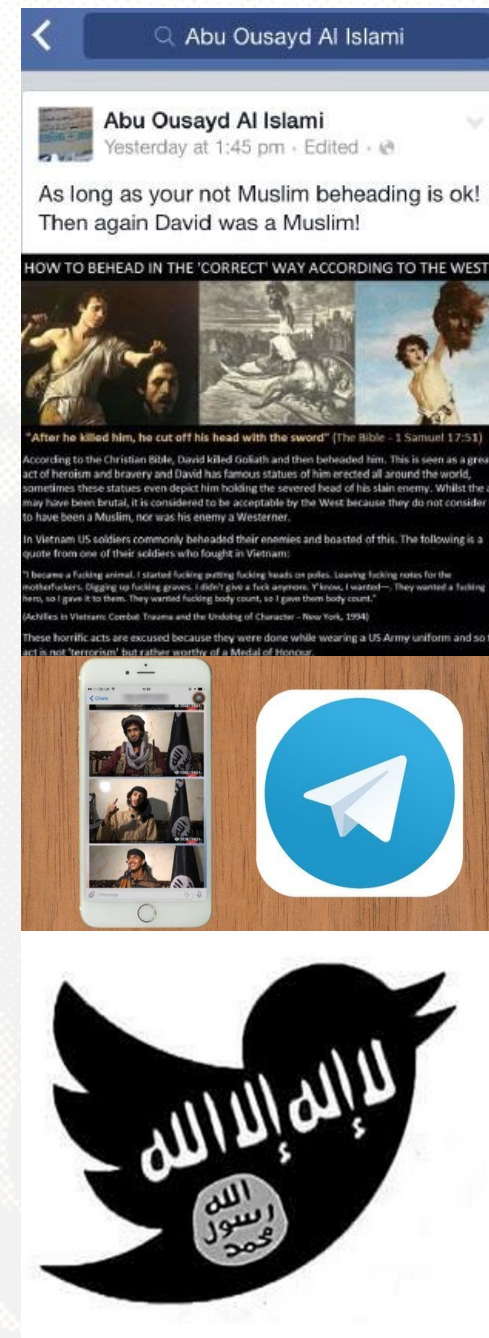 Abu Ousayd Al Islami
Abu Ousayd Al Islami
Yesterday at 1:45 pm · Edited ·
As long as your not Muslim beheading is ok!
Then again David was a Muslim!
HOW TO BEHEAD IN THE 'CORRECT' WAY ACCORDING TO THE WEST
"After he killed him, he cut off his head with the sword" (The Bible - 1 Samuel 17:51)
According to the Christian Bible, David killed Goliath and then beheaded him. This is seen as a grea
act of heroism and bravery and David has famous statues of him erected all around the world,
sometimes these statues even depict him holding the severed head of his slain enemy. Whilst the a
may have been brutal, it is considered to be acceptable by the West because they do not consider
to have been a Muslim, nor was his enemy a Westerner.
In Vietnam US soldiers commonly beheaded their enemies and boasted of this. The following is a
quote from one of their soldiers who fought in Vietnam:
"I became a fucking animal. I started fucking putting fucking heads on poles. Leaving fucking notes for the
motherfuckers. Digging up fucking graves. I didn't give a fuck anymore. Y'know, I wanted—. They wanted a fucking
hero, so I gave it to them. They wanted fucking body count, so I gave them body count."
(Achilles in Vietnam: Combat Trauma and the Undoing of Character - New York, 1994)
These horrific acts are excused because they were done while wearing a US Army uniform and so t
act is not 'terrorism' but rather worthy of a Medal of Honour.
Chats
لا إله إلا الله
الله
رسول
محمد